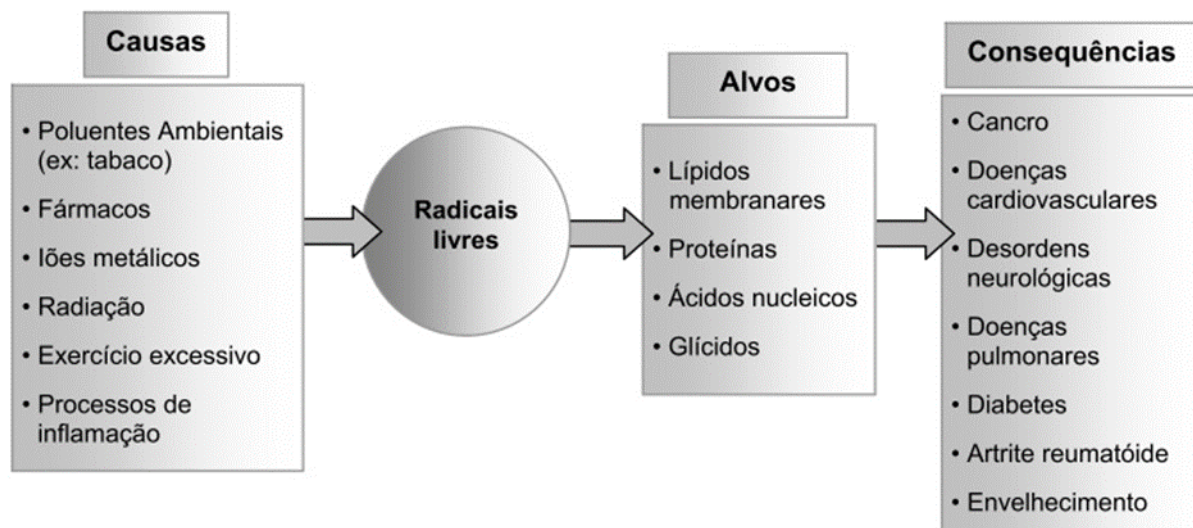 Causas
• Poluentes Ambientais
(ex: tabaco)
• Fármacos
• Iões metálicos
• Radiação
• Exercício excessivo
• Processos de
inflamação
Radicais
livres
Alvos
• Lípidos
membranares
• Proteínas
• Ácidos nucleicos
• Glícidos
Consequências
• Cancro
• Doenças
cardiovasculares
• Desordens
neurológicas
• Doenças
pulmonares
• Diabetes
• Artrite reumatóide
• Envelhecimento